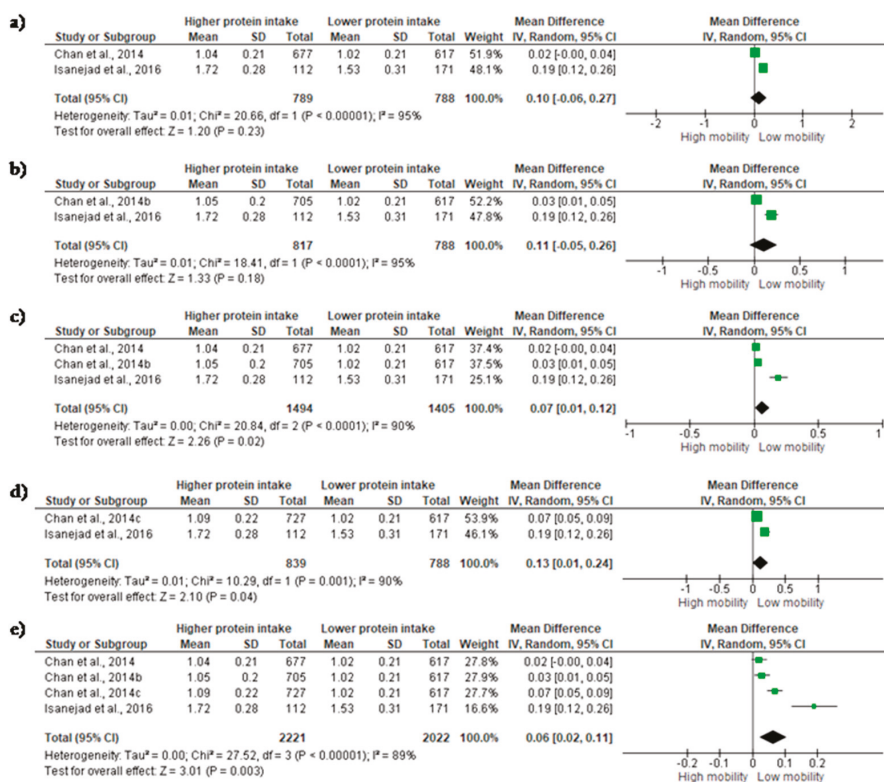 a)
Higher protein intake Lower protein intake Mean Difference Mean Difference
Study or Subgroup Mean SD Total Mean SD Total Weight IV, Random, 95% CI IV, Random, 95% CI
Chan et al., 2014 1.04 0.21 677 1.02 0.21 617 51.9% 0.02 [-0.00, 0.04]
Isanejad et al., 2016 1.72 0.28 112 1.53 0.31 171 48.1% 0.19 [0.12, 0.26]
Total (95% CI) 789 788 100.0% 0.10 [-0.06, 0.27]
Heterogeneity: Tau² = 0.01; Chi² = 20.66, df = 1 (P < 0.00001); I² = 95%
Test for overall effect: Z = 1.20 (P = 0.23)
-2 -1 0 1 2
High mobility Low mobility
b)
Higher protein intake Lower protein intake Mean Difference Mean Difference
Study or Subgroup Mean SD Total Mean SD Total Weight IV, Random, 95% CI IV, Random, 95% CI
Chan et al., 2014b 1.05 0.2 705 1.02 0.21 617 52.2% 0.03 [0.01, 0.05]
Isanejad et al., 2016 1.72 0.28 112 1.53 0.31 171 47.8% 0.19 [0.12, 0.26]
Total (95% CI) 817 788 100.0% 0.11 [-0.05, 0.26]
Heterogeneity: Tau² = 0.01; Chi² = 18.41, df = 1 (P < 0.0001); I² = 95%
Test for overall effect: Z = 1.33 (P = 0.18)
-1 -0.5 0 0.5 1
High mobility Low mobility
c)
Higher protein intake Lower protein intake Mean Difference Mean Difference
Study or Subgroup Mean SD Total Mean SD Total Weight IV, Random, 95% CI IV, Random, 95% CI
Chan et al., 2014 1.04 0.21 677 1.02 0.21 617 37.4% 0.02 [-0.00, 0.04]
Chan et al., 2014b 1.05 0.2 705 1.02 0.21 617 37.5% 0.03 [0.01, 0.05]
Isanejad et al., 2016 1.72 0.28 112 1.53 0.31 171 25.1% 0.19 [0.12, 0.26]
Total (95% CI) 1494 1405 100.0% 0.07 [0.01, 0.12]
Heterogeneity: Tau² = 0.00; Chi² = 20.84, df = 2 (P < 0.0001); I² = 90%
Test for overall effect: Z = 2.26 (P = 0.02)
-1 -0.5 0 0.5 1
High mobility Low mobility
d)
Higher protein intake Lower protein intake Mean Difference Mean Difference
Study or Subgroup Mean SD Total Mean SD Total Weight IV, Random, 95% CI IV, Random, 95% CI
Chan et al., 2014c 1.09 0.22 727 1.02 0.21 617 53.9% 0.07 [0.05, 0.09]
Isanejad et al., 2016 1.72 0.28 112 1.53 0.31 171 46.1% 0.19 [0.12, 0.26]
Total (95% CI) 839 788 100.0% 0.13 [0.01, 0.24]
Heterogeneity: Tau² = 0.01; Chi² = 10.29, df = 1 (P = 0.001); I² = 90%
Test for overall effect: Z = 2.10 (P = 0.04)
-1 -0.5 0 0.5 1
High mobility Low mobility
e)
Higher protein intake Lower protein intake Mean Difference Mean Difference
Study or Subgroup Mean SD Total Mean SD Total Weight IV, Random, 95% CI IV, Random, 95% CI
Chan et al., 2014 1.04 0.21 677 1.02 0.21 617 27.8% 0.02 [-0.00, 0.04]
Chan et al., 2014b 1.05 0.2 705 1.02 0.21 617 27.9% 0.03 [0.01, 0.05]
Chan et al., 2014c 1.09 0.22 727 1.02 0.21 617 27.7% 0.07 [0.05, 0.09]
Isanejad et al., 2016 1.72 0.28 112 1.53 0.31 171 16.6% 0.19 [0.12, 0.26]
Total (95% CI) 2221 2022 100.0% 0.06 [0.02, 0.11]
Heterogeneity: Tau² = 0.00; Chi² = 27.52, df = 3 (P < 0.00001); I² = 89%
Test for overall effect: Z = 3.01 (P = 0.003)
-0.2 -0.1 0 0.1 0.2
High mobility Low mobility